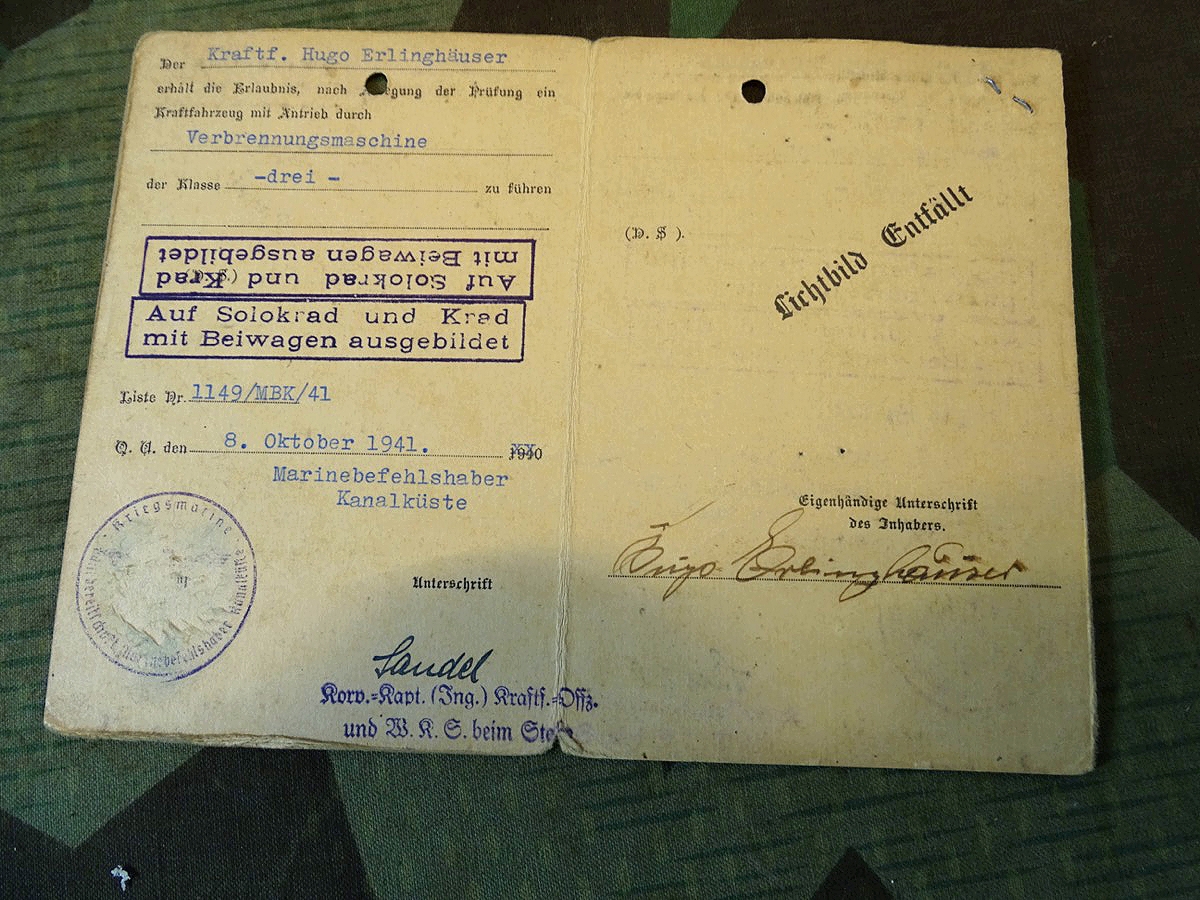 Der Kraftf. Hugo Erlinghäuser
erhält die Erlaubnis, nach Ablegung der Prüfung ein
Kraftfahrzeug mit Antrieb durch
Verbrennungsmaschine
der Klasse -drei - zu führen
Auf Solokrad und Krad
mit Beiwagen ausgebildet
Auf Solokrad und Krad
mit Beiwagen ausgebildet
Liste Nr. 1149/MBK/41
O. U. den 8. Oktober 1941. 1940
Marinebefehlshaber
Kanalküste
Kriegsmarine
Marinebefehlshaber Kanalküste
Unterschrift
Sandel
Korv.=Kapt. (Ing.) Kraftf.=Offz.
und W. K. S. beim
(D. S ).
Lichtbild Entfällt
Eigenhändige Unterschrift
des Inhabers.
Hugo Erlinghäuser